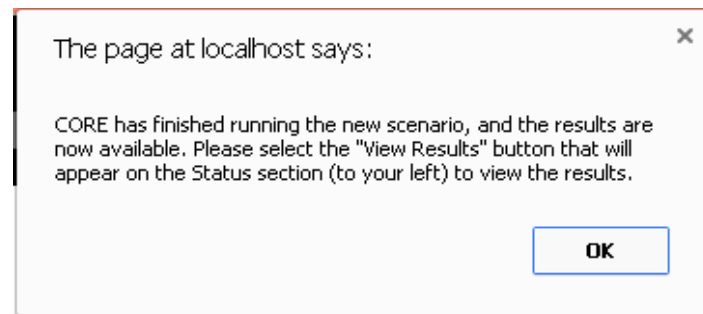 The page at localhost says:
CORE has finished running the new scenario, and the results are
now available. Please select the "View Results" button that will
appear on the Status section (to your left) to view the results.
OK